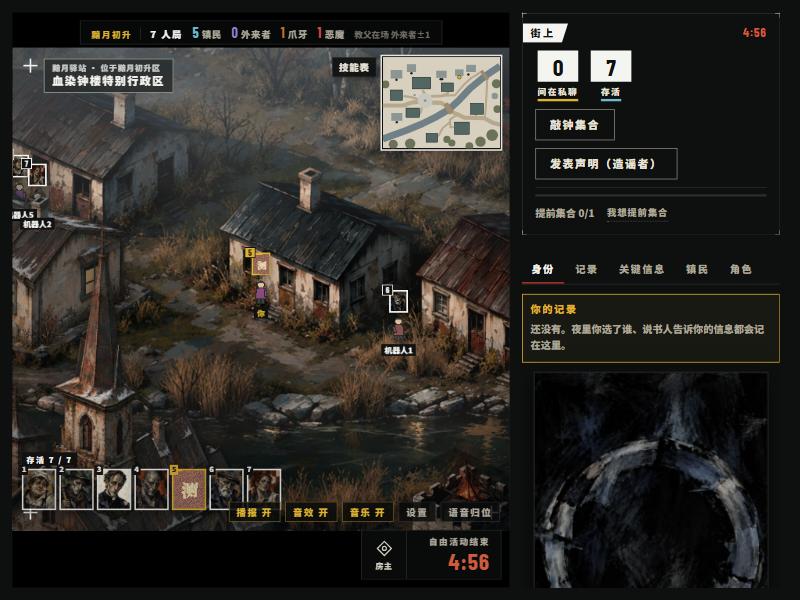 黯月初升 7 人局 5 镇民 0 外来者 1 爪牙 1 恶魔 教父在场 外来者±1
黯月驿站 · 位于黯月初升区
血染钟楼特别行政区
技能表
7
机器人5
机器人2
5
测
你
6
机器人1
存活 7 / 7
1 2 3 4 5 6 7
测
播报 开 音效 开 音乐 开 设置 语音归位
房主
自由活动结束
4:56
街上 4:56
0 7
间在私聊 存活
敲钟集合
发表声明（造谣者）
提前集合 0/1 我想提前集合
身份 记录 关键信息 镇民 角色
你的记录
还没有。夜里你选了谁、说书人告诉你的信息都会记
在这里。